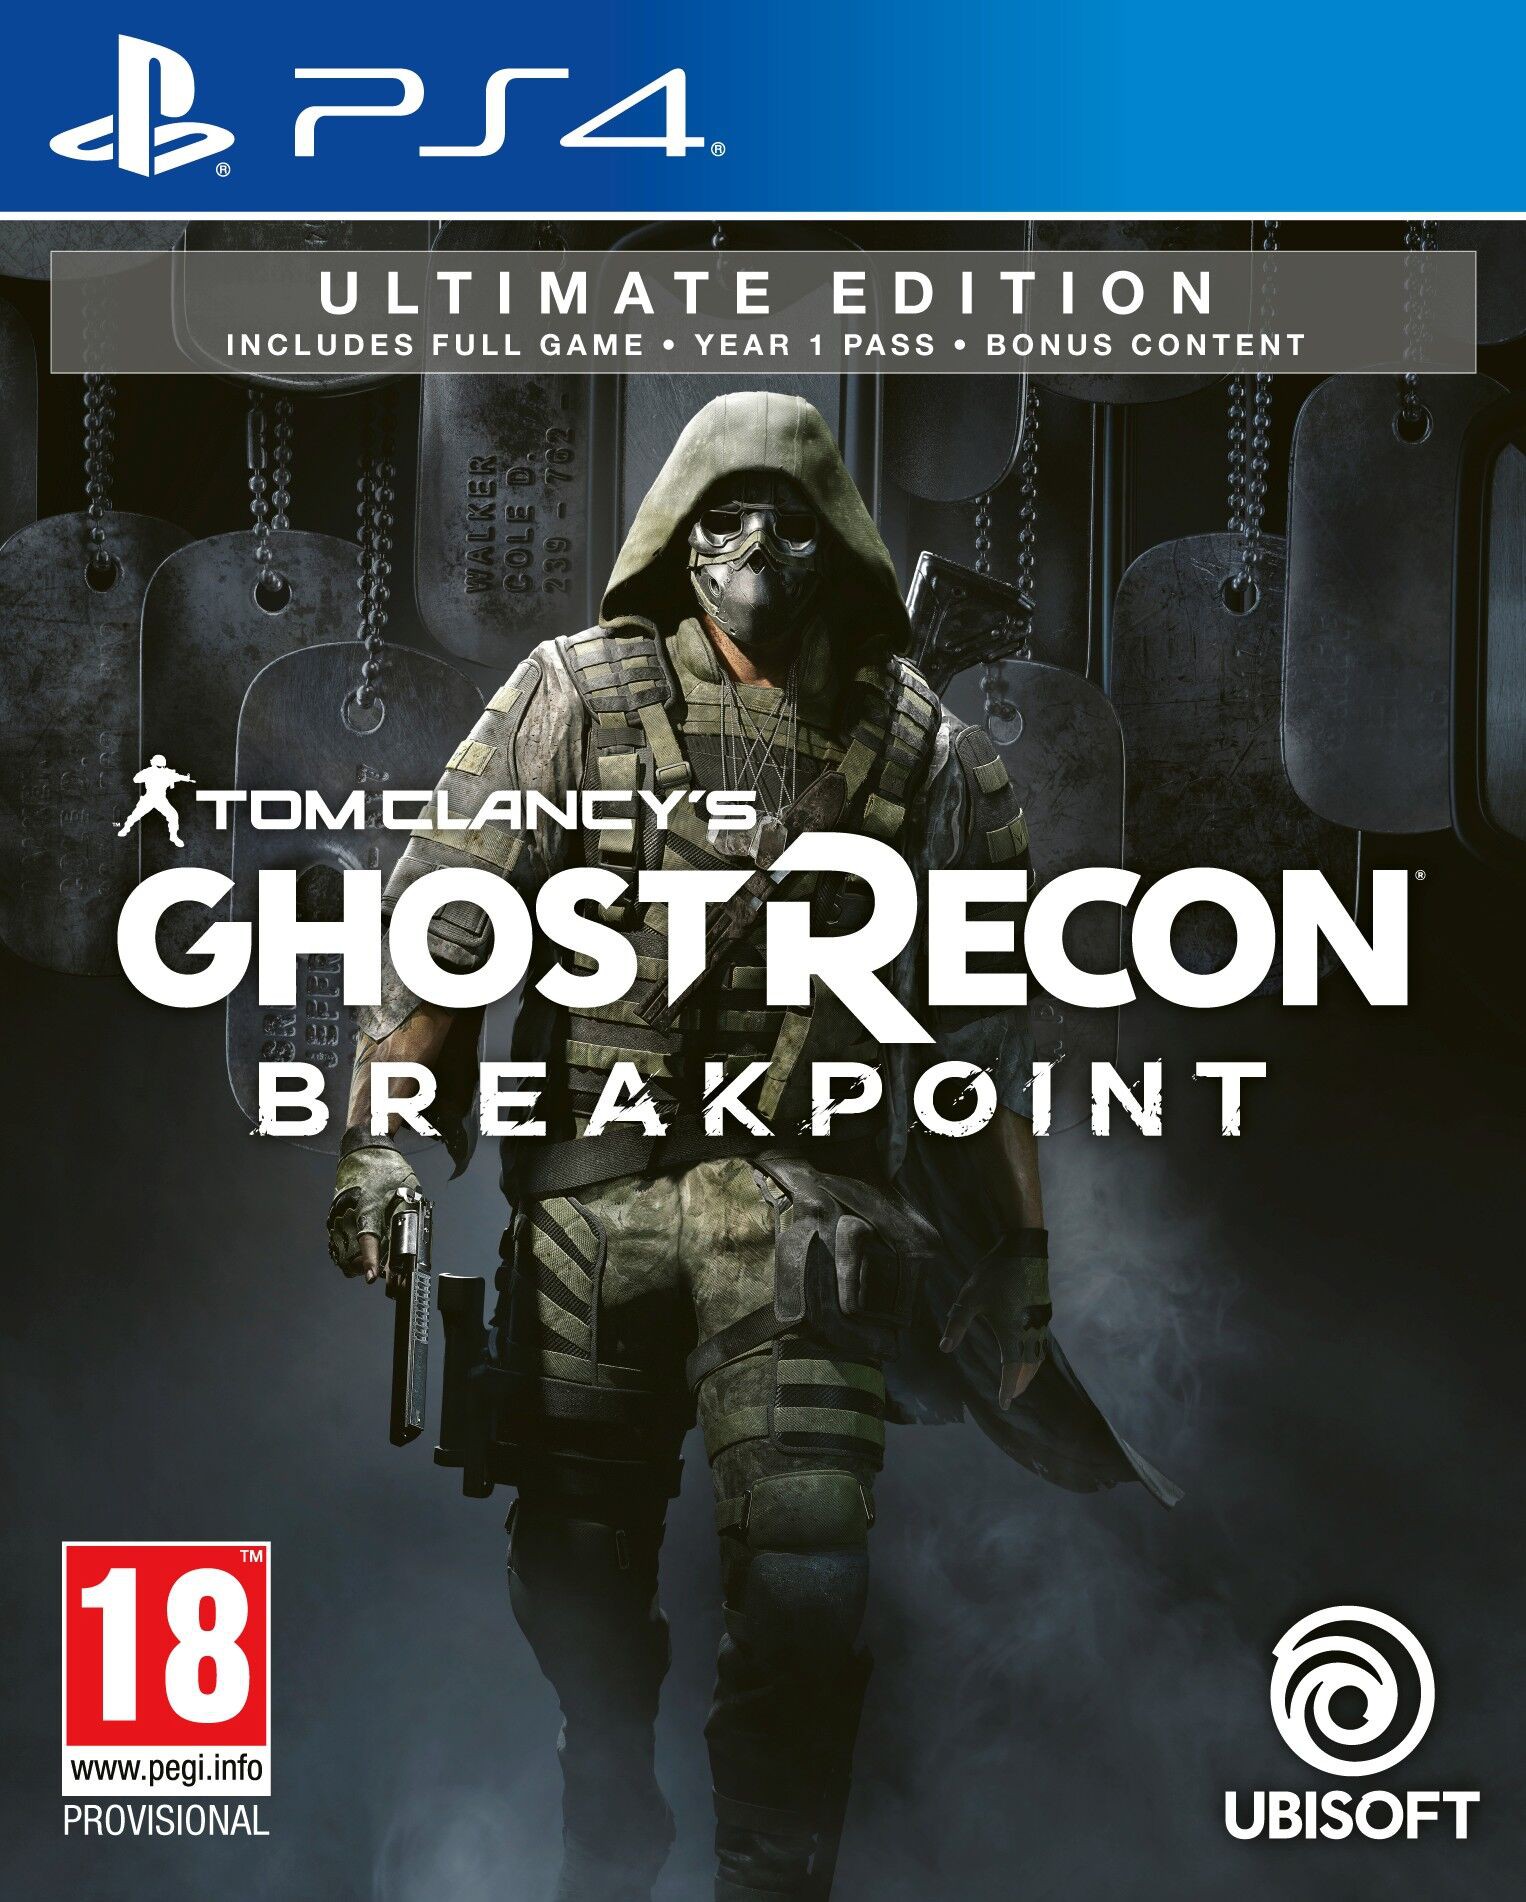 PS4
ULTIMATE EDITION
INCLUDES FULL GAME • YEAR 1 PASS • BONUS CONTENT
WALKER
COLE D.
239 - 762 -
TOM CLANCY'S
GHOST RECON
BREAKPOINT
18
www.pegi.info
PROVISIONAL
UBISOFT